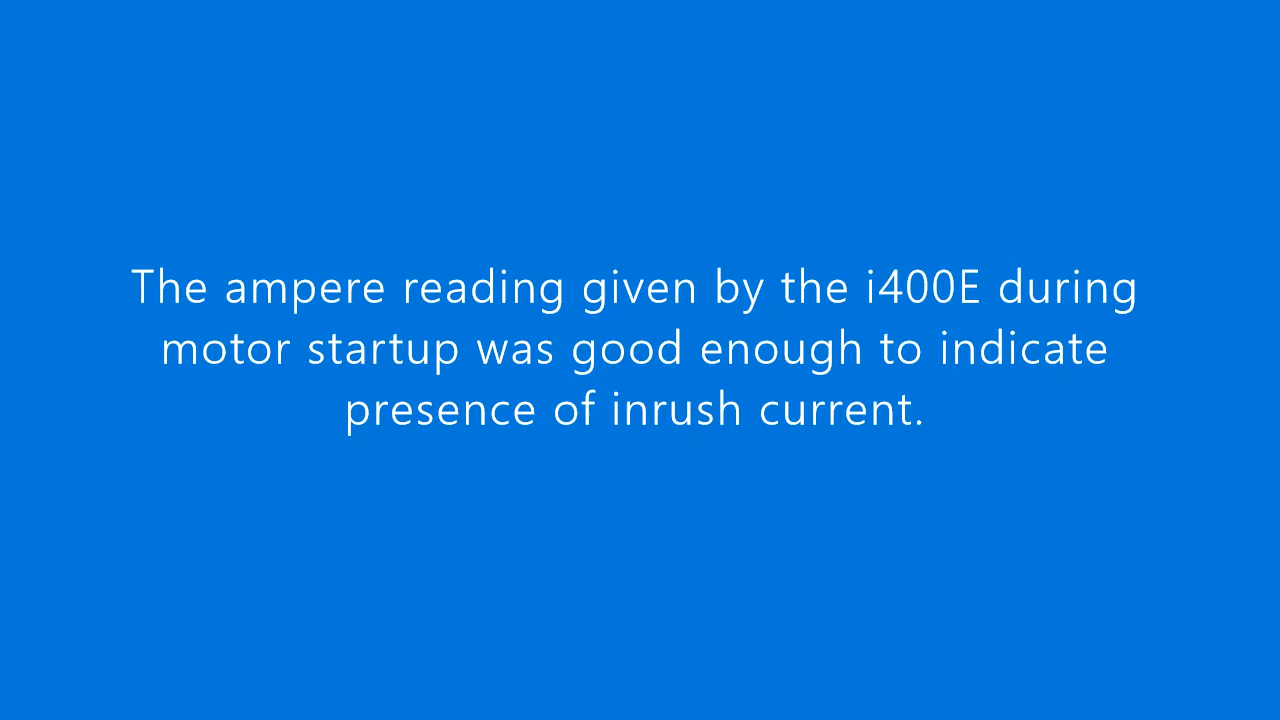 The ampere reading given by the i400E during
motor startup was good enough to indicate
presence of inrush current.